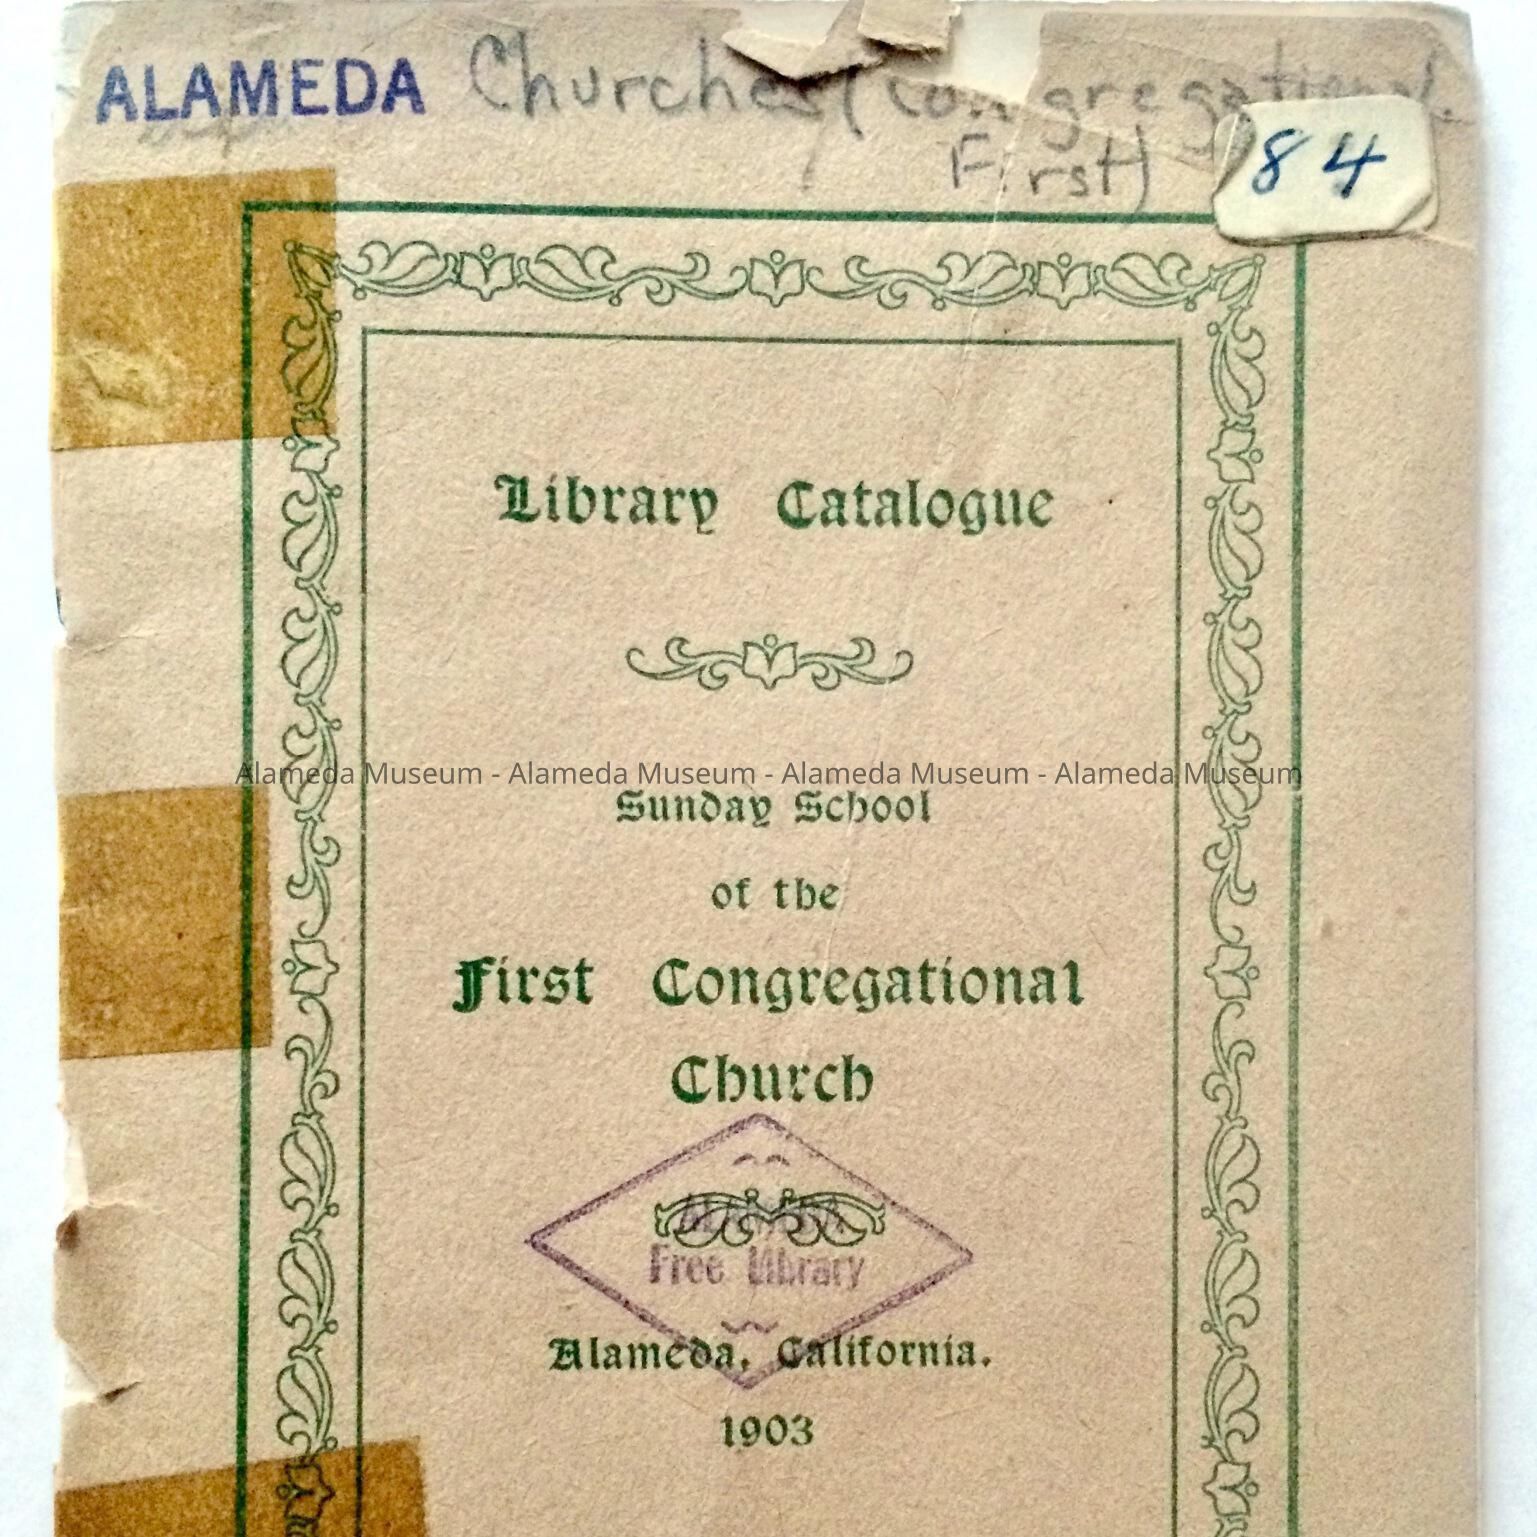 ALAMEDA Churches (Congregational.
First)
84
Library Catalogue
Alameda Museum - Alameda Museum - Alameda Museum - Alameda Museum
Sunday School
of the
First Congregational
Church
ALAMEDA
Free Library
Alameda, California.
1903